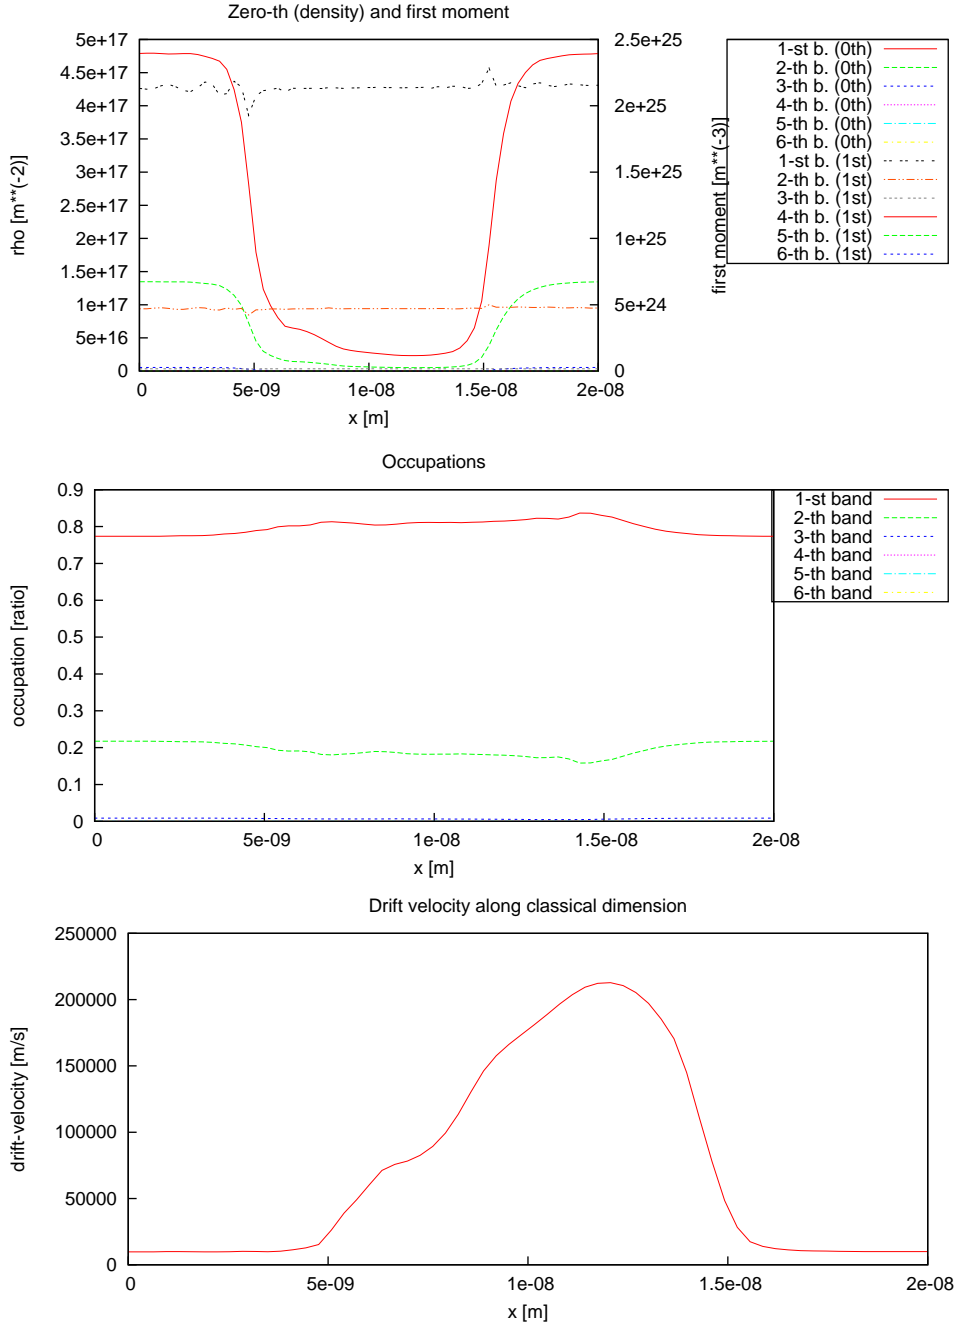 Zero-th (density) and first moment
rho [m**(-2)]
5e+17
4.5e+17
4e+17
3.5e+17
3e+17
2.5e+17
2e+17
1.5e+17
1e+17
5e+16
0
2.5e+25
2e+25
1.5e+25
1e+25
5e+24
0
first moment [m**(-3)]
0 5e-09 1e-08 1.5e-08 2e-08
x [m]
1-st b. (0th)
2-th b. (0th)
3-th b. (0th)
4-th b. (0th)
5-th b. (0th)
6-th b. (0th)
1-st b. (1st)
2-th b. (1st)
3-th b. (1st)
4-th b. (1st)
5-th b. (1st)
6-th b. (1st)
Occupations
occupation [ratio]
0.9
0.8
0.7
0.6
0.5
0.4
0.3
0.2
0.1
0
0 5e-09 1e-08 1.5e-08 2e-08
x [m]
1-st band
2-th band
3-th band
4-th band
5-th band
6-th band
Drift velocity along classical dimension
drift-velocity [m/s]
250000
200000
150000
100000
50000
0
0 5e-09 1e-08 1.5e-08 2e-08
x [m]